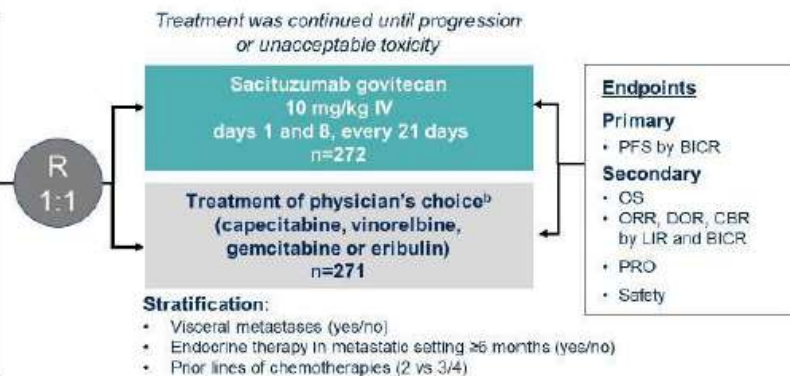 Treatment was continued until progression
or unacceptable toxicity
R
1:1
Sacituzumab govitecan
10 mg/kg IV
days 1 and 8, every 21 days
n=272
Treatment of physician's choiceᵇ
(capecitabine, vinorelbine,
gemcitabine or eribulin)
n=271
Stratification:
• Visceral metastases (yes/no)
• Endocrine therapy in metastatic setting ≥6 months (yes/no)
• Prior lines of chemotherapies (2 vs 3/4)
Endpoints
Primary
• PFS by BICR
Secondary
• OS
• ORR, DOR, CBR
by LIR and BICR
• PRO
• Safety